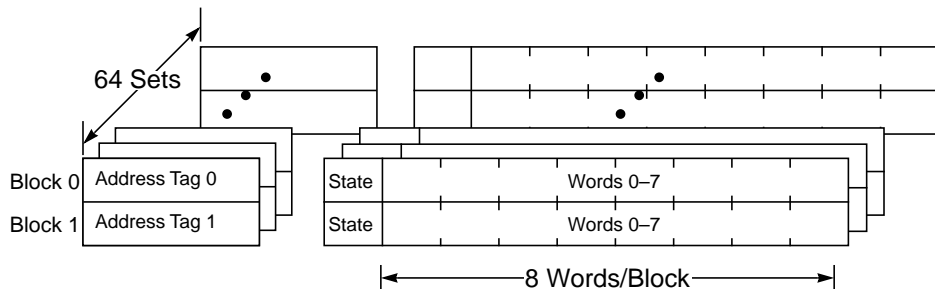 64 Sets
Block 0
Address Tag 0
State
Words 0–7
Block 1
Address Tag 1
State
Words 0–7
8 Words/Block